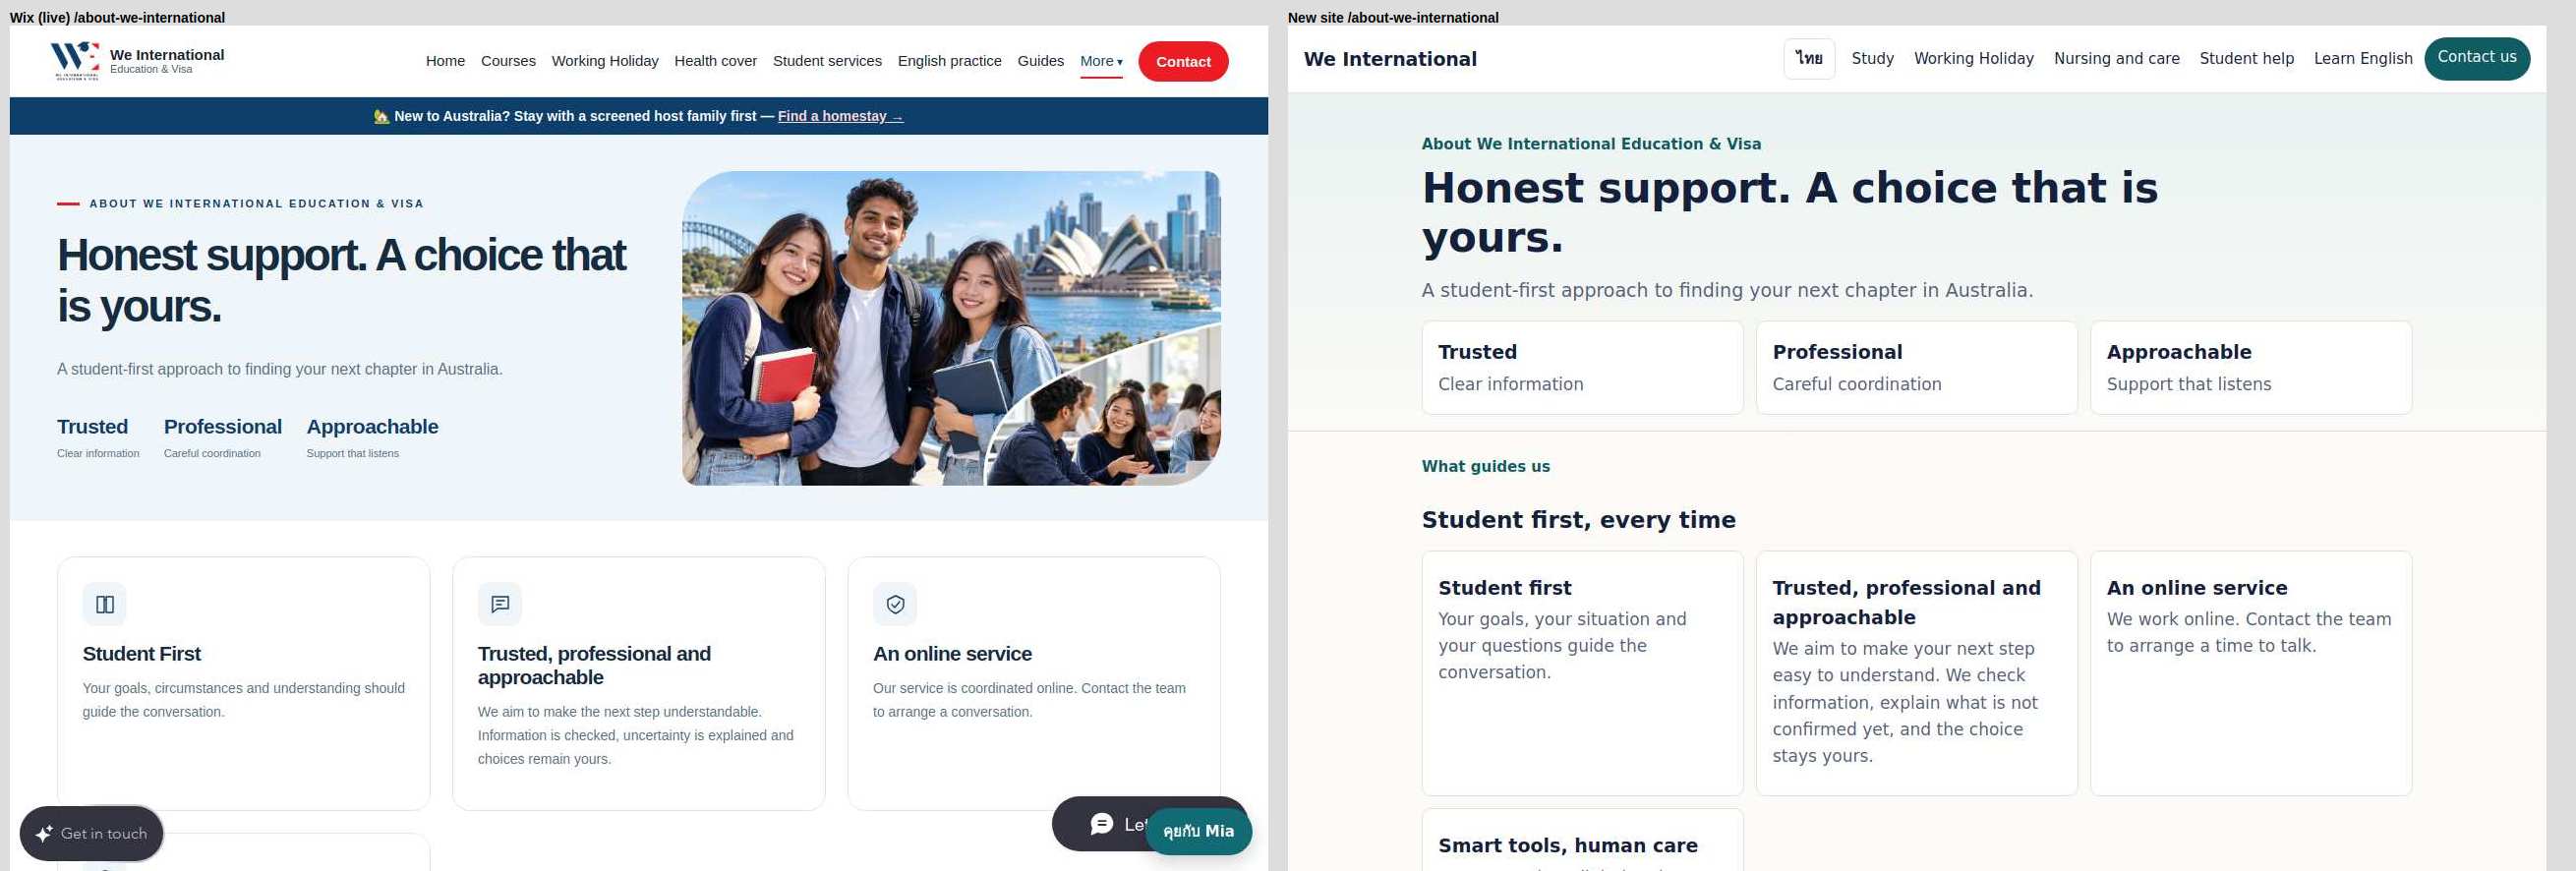 Wix (live) /about-we-international
We International
Education & Visa
Home Courses Working Holiday Health cover Student services English practice Guides More ▾ Contact
🏡 New to Australia? Stay with a screened host family first — Find a homestay →
ABOUT WE INTERNATIONAL EDUCATION & VISA
Honest support. A choice that
is yours.
A student-first approach to finding your next chapter in Australia.
Trusted Professional Approachable
Clear information Careful coordination Support that listens
Student First
Your goals, circumstances and understanding should
guide the conversation.
Trusted, professional and
approachable
We aim to make the next step understandable.
Information is checked, uncertainty is explained and
choices remain yours.
An online service
Our service is coordinated online. Contact the team
to arrange a conversation.
Get in touch
คุยกับ Mia
New site /about-we-international
We International
ไทย Study Working Holiday Nursing and care Student help Learn English Contact us
About We International Education & Visa
Honest support. A choice that is
yours.
A student-first approach to finding your next chapter in Australia.
Trusted
Clear information
Professional
Careful coordination
Approachable
Support that listens
What guides us
Student first, every time
Student first
Your goals, your situation and
your questions guide the
conversation.
Trusted, professional and
approachable
We aim to make your next step
easy to understand. We check
information, explain what is not
confirmed yet, and the choice
stays yours.
An online service
We work online. Contact the team
to arrange a time to talk.
Smart tools, human care